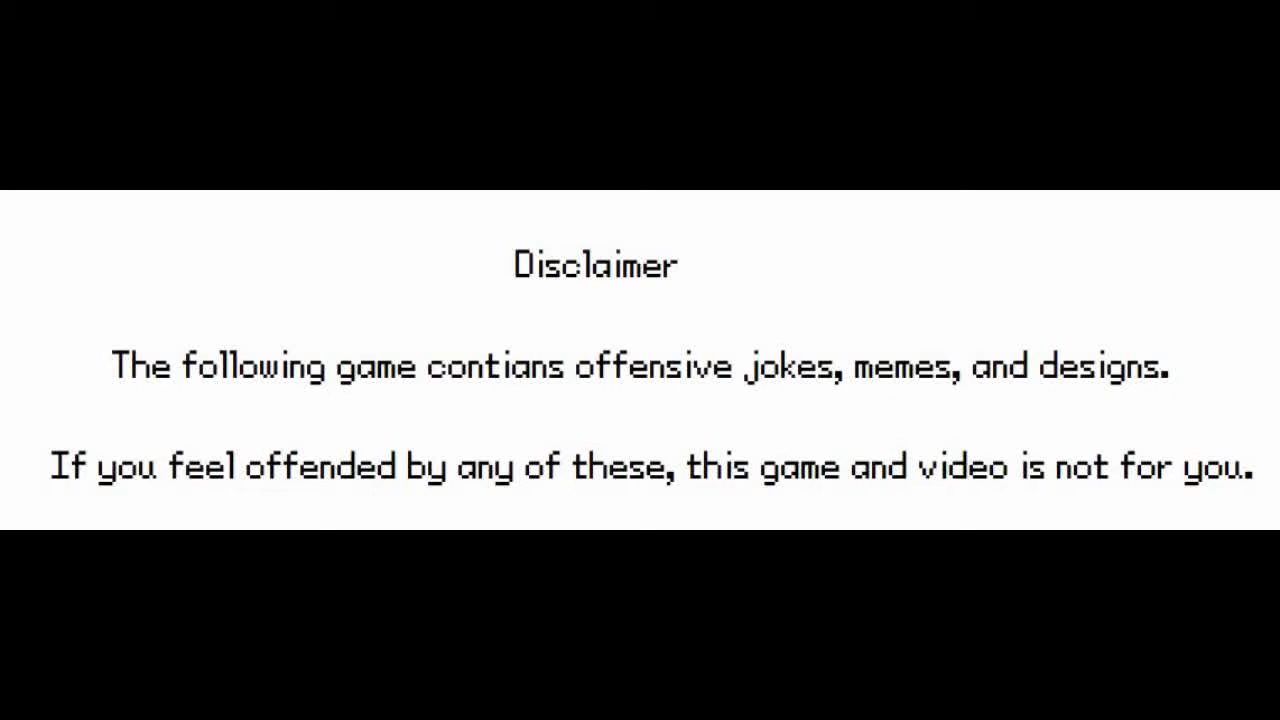 Disclaimer
The following game contians offensive jokes, memes, and designs.
If you feel offended by any of these, this game and video is not for you.